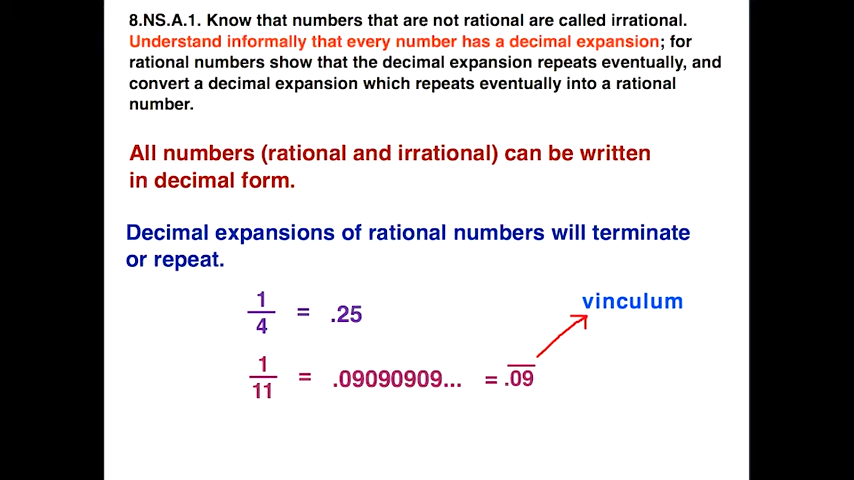 8.NS.A.1. Know that numbers that are not rational are called irrational.
Understand informally that every number has a decimal expansion; for
rational numbers show that the decimal expansion repeats eventually, and
convert a decimal expansion which repeats eventually into a rational
number.
All numbers (rational and irrational) can be written
in decimal form.
Decimal expansions of rational numbers will terminate
or repeat.
vinculum
1/4 = .25
1/11 = .09090909... = .0̅9̅